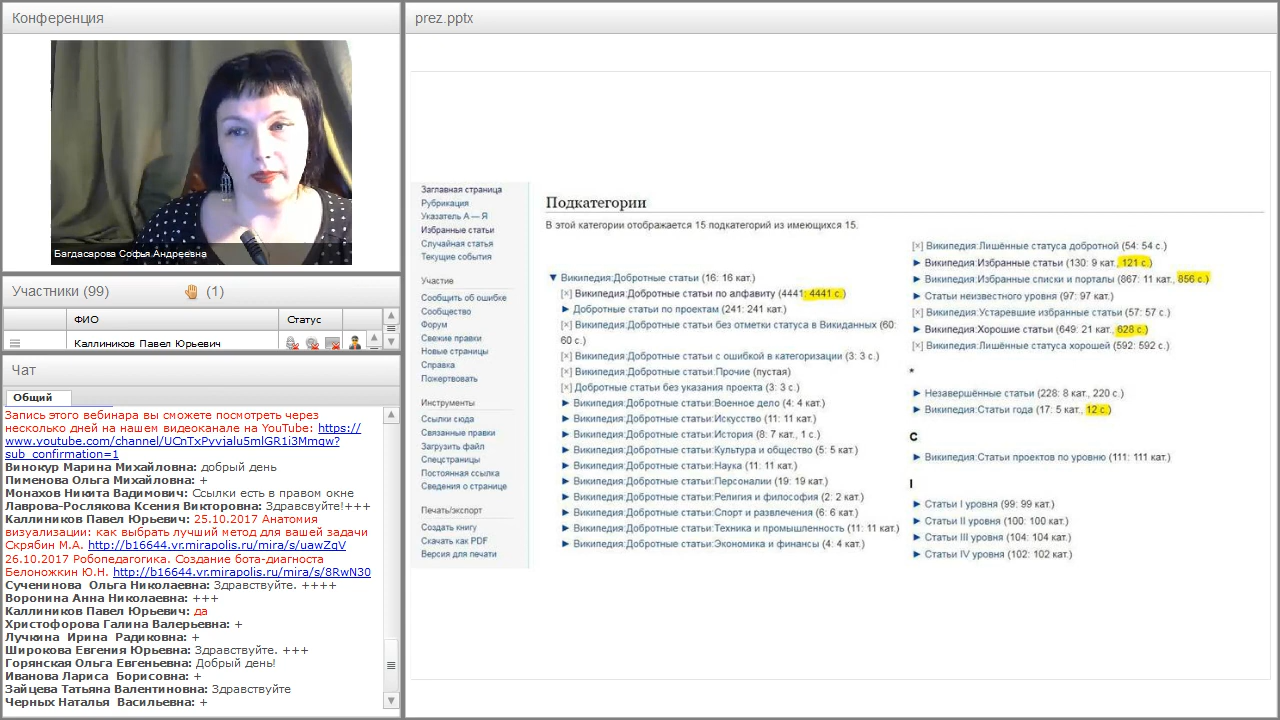 Конференция
Багдасарова Софья Андреевна
Участники (99)
(1)
ФИО Статус
Каллиников Павел Юрьевич
Чат
Общий
Запись этого вебинара вы сможете посмотреть через
несколько дней на нашем видеоканале на YouTube: https://
www.youtube.com/channel/UCnTxPyvjalu5mlGR1i3Mmqw?
sub_confirmation=1
Винокур Марина Михайловна: добрый день
Пименова Ольга Михайловна: +
Монахов Никита Вадимович: Ссылки есть в правом окне
Лаврова-Рослякова Ксения Викторовна: Здравсвуйте!+++
Каллиников Павел Юрьевич: 25.10.2017 Анатомия
визуализации: как выбрать лучший метод для вашей задачи
Скрябин М.А. http://b16644.vr.mirapolis.ru/mira/s/uawZqV
26.10.2017 Робопедагогика. Создание бота-диагноста
Белоножкин Ю.Н. http://b16644.vr.mirapolis.ru/mira/s/8RwN30
Сученинова Ольга Николаевна: Здравствуйте. ++++
Воронина Анна Николаевна: +++
Каллиников Павел Юрьевич: да
Христофорова Галина Валерьевна: +
Лучкина Ирина Радиковна: +
Широкова Евгения Юрьевна: Здравствуйте. +++
Горянская Ольга Евгеньевна: Добрый день!
Иванова Лариса Борисовна: +
Зайцева Татьяна Валентиновна: Здравствуйте
Черных Наталья Васильевна: +
prez.pptx
Заглавная страница
Рубрикация
Указатель А — Я
Избранные статьи
Случайная статья
Текущие события
Участие
Сообщить об ошибке
Сообщество
Форум
Свежие правки
Новые страницы
Справка
Пожертвовать
Инструменты
Ссылки сюда
Связанные правки
Загрузить файл
Спецстраницы
Постоянная ссылка
Сведения о странице
Печать/экспорт
Создать книгу
Скачать как PDF
Версия для печати
Подкатегории
В этой категории отображается 15 подкатегорий из имеющихся 15.
▼ Википедия:Добротные статьи (16: 16 кат.)
[×] Википедия:Добротные статьи по алфавиту (4441: 4441 с.)
► Добротные статьи по проектам (241: 241 кат.)
[×] Википедия:Добротные статьи без отметки статуса в Викиданных (60:
60 с.)
[×] Википедия:Добротные статьи с ошибкой в категоризации (3: 3 с.)
[×] Википедия:Добротные статьи:Прочие (пустая)
[×] Добротные статьи без указания проекта (3: 3 с.)
► Википедия:Добротные статьи:Военное дело (4: 4 кат.)
► Википедия:Добротные статьи:Искусство (11: 11 кат.)
► Википедия:Добротные статьи:История (8: 7 кат., 1 с.)
► Википедия:Добротные статьи:Культура и общество (5: 5 кат.)
► Википедия:Добротные статьи:Наука (11: 11 кат.)
► Википедия:Добротные статьи:Персоналии (19: 19 кат.)
► Википедия:Добротные статьи:Религия и философия (2: 2 кат.)
► Википедия:Добротные статьи:Спорт и развлечения (6: 6 кат.)
► Википедия:Добротные статьи:Техника и промышленность (11: 11 кат.)
► Википедия:Добротные статьи:Экономика и финансы (4: 4 кат.)
[×] Википедия:Лишённые статуса добротной (54: 54 с.)
► Википедия:Избранные статьи (130: 9 кат., 121 с.)
► Википедия:Избранные списки и порталы (867: 11 кат., 856 с.)
► Статьи неизвестного уровня (97: 97 кат.)
[×] Википедия:Устаревшие избранные статьи (57: 57 с.)
► Википедия:Хорошие статьи (649: 21 кат., 628 с.)
[×] Википедия:Лишённые статуса хорошей (592: 592 с.)
*
► Незавершённые статьи (228: 8 кат., 220 с.)
► Википедия:Статьи года (17: 5 кат., 12 с.)
С
► Википедия:Статьи проектов по уровню (111: 111 кат.)
I
► Статьи I уровня (99: 99 кат.)
► Статьи II уровня (100: 100 кат.)
► Статьи III уровня (104: 104 кат.)
► Статьи IV уровня (102: 102 кат.)